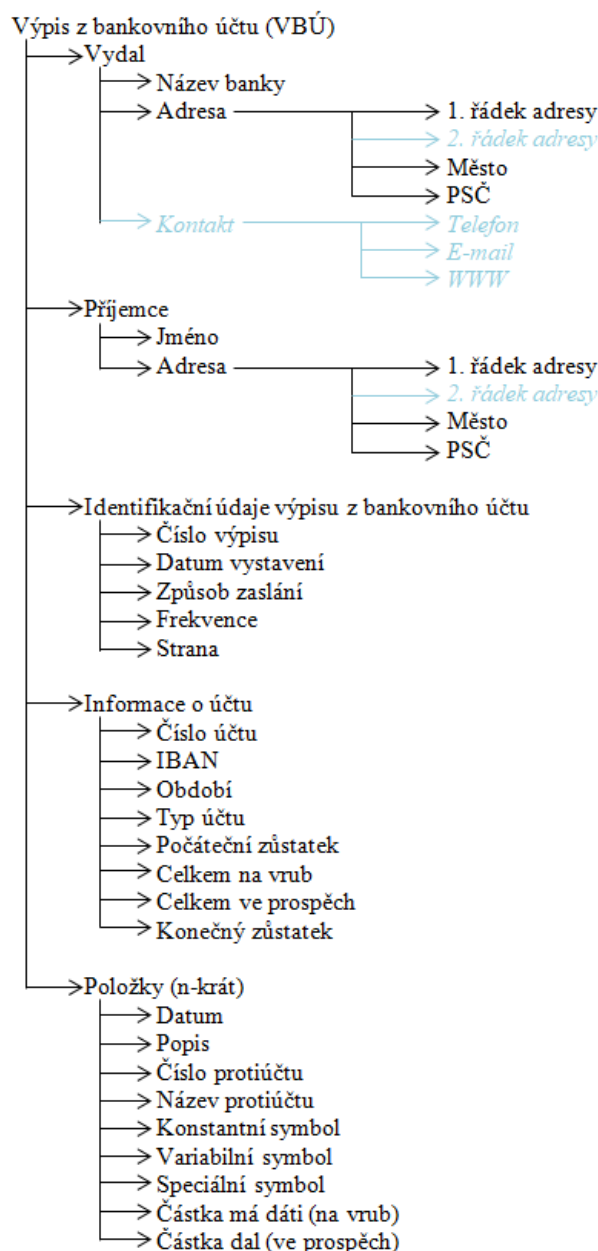 Výpis z bankovního účtu (VBÚ)
Vydal
Název banky
Adresa
1. řádek adresy
2. řádek adresy
Město
PSČ
Kontakt
Telefon
E-mail
WWW
Příjemce
Jméno
Adresa
1. řádek adresy
2. řádek adresy
Město
PSČ
Identifikační údaje výpisu z bankovního účtu
Číslo výpisu
Datum vystavení
Způsob zaslání
Frekvence
Strana
Informace o účtu
Číslo účtu
IBAN
Období
Typ účtu
Počáteční zůstatek
Celkem na vrub
Celkem ve prospěch
Konečný zůstatek
Položky (n-krát)
Datum
Popis
Číslo protiúčtu
Název protiúčtu
Konstantní symbol
Variabilní symbol
Speciální symbol
Částka má dáti (na vrub)
Částka dal (ve prospěch)